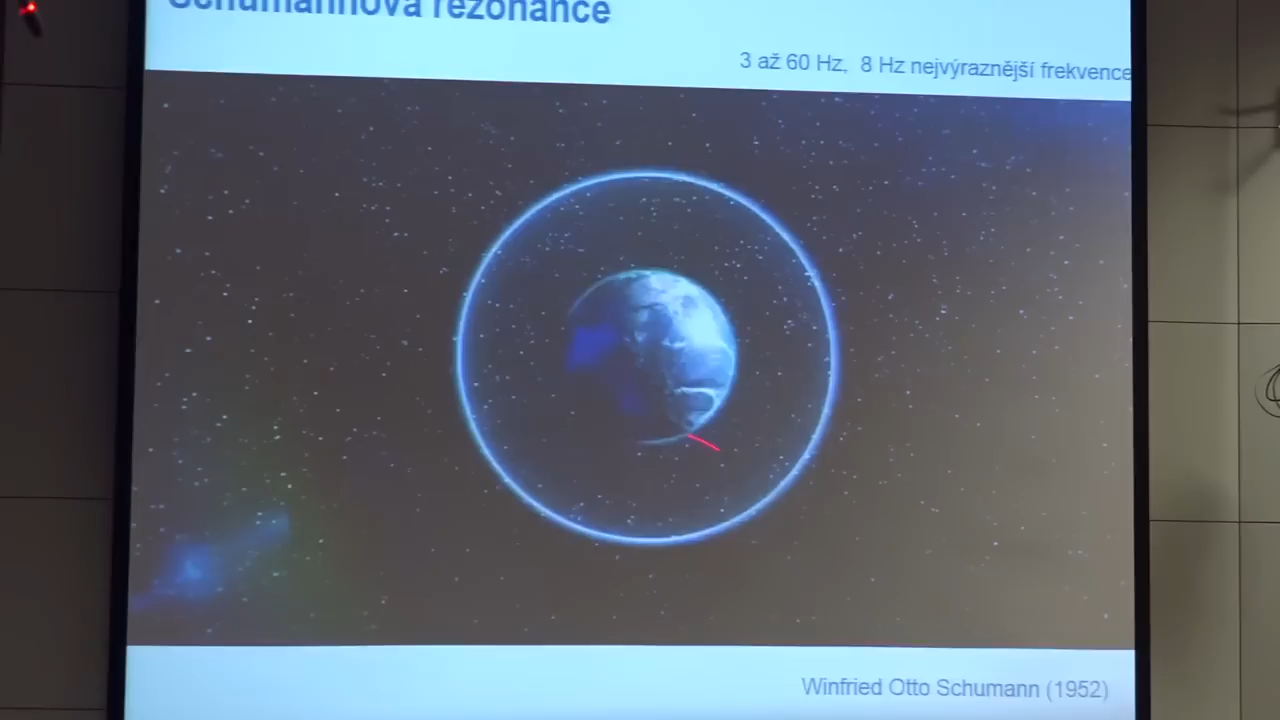 Schumannova rezonance
3 až 60 Hz, 8 Hz nejvýraznější frekvence
Winfried Otto Schumann (1952)